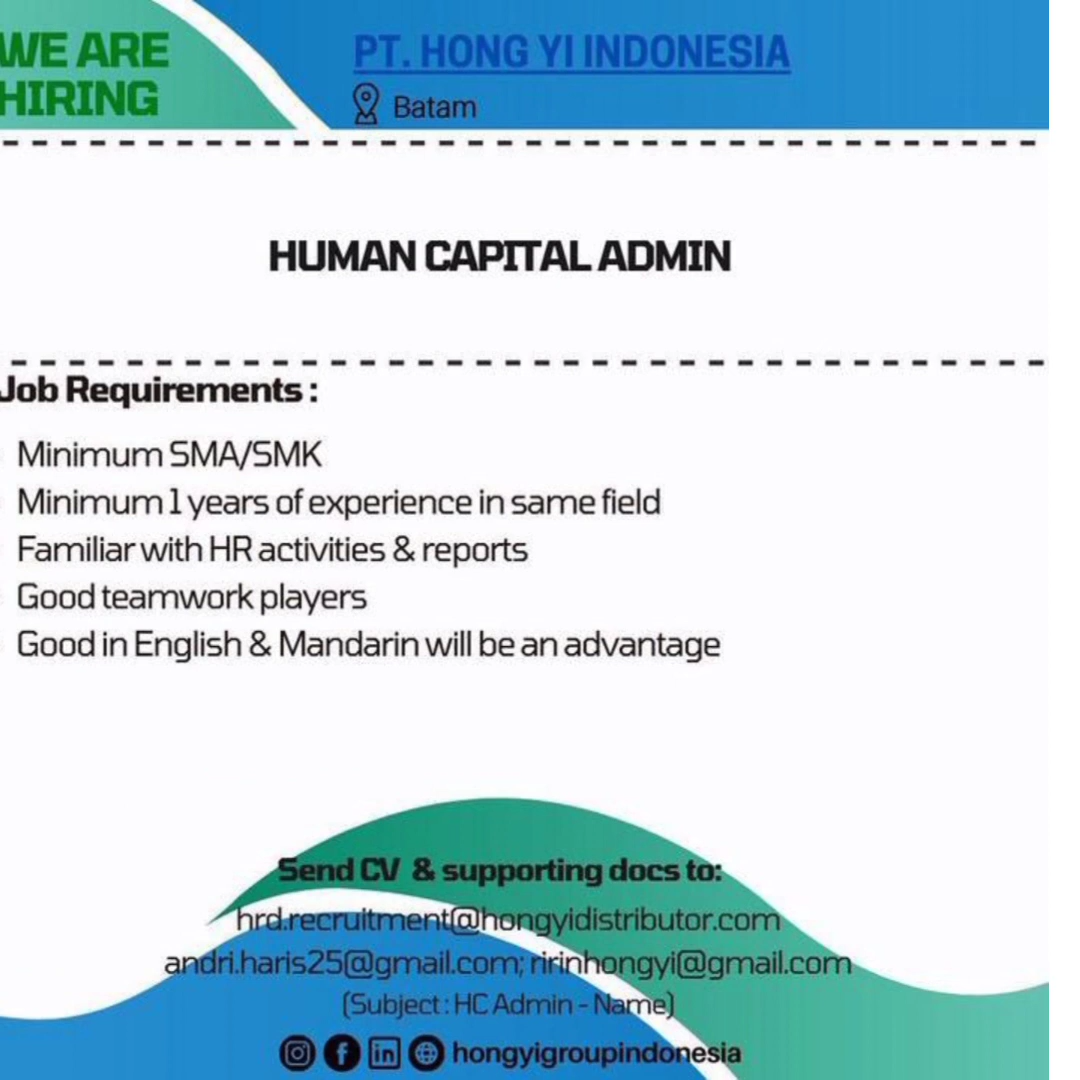 WE ARE
HIRING
PT. HONG YI INDONESIA
Batam
HUMAN CAPITAL ADMIN
Job Requirements :
Minimum SMA/SMK
Minimum 1 years of experience in same field
Familiar with HR activities & reports
Good teamwork players
Good in English & Mandarin will be an advantage
Send CV & supporting docs to:
hrd.recruitment@hongyidistributor.com
andri.haris25@gmail.com; ririnhongyi@gmail.com
(Subject : HC Admin - Name)
hongyigroupindonesia